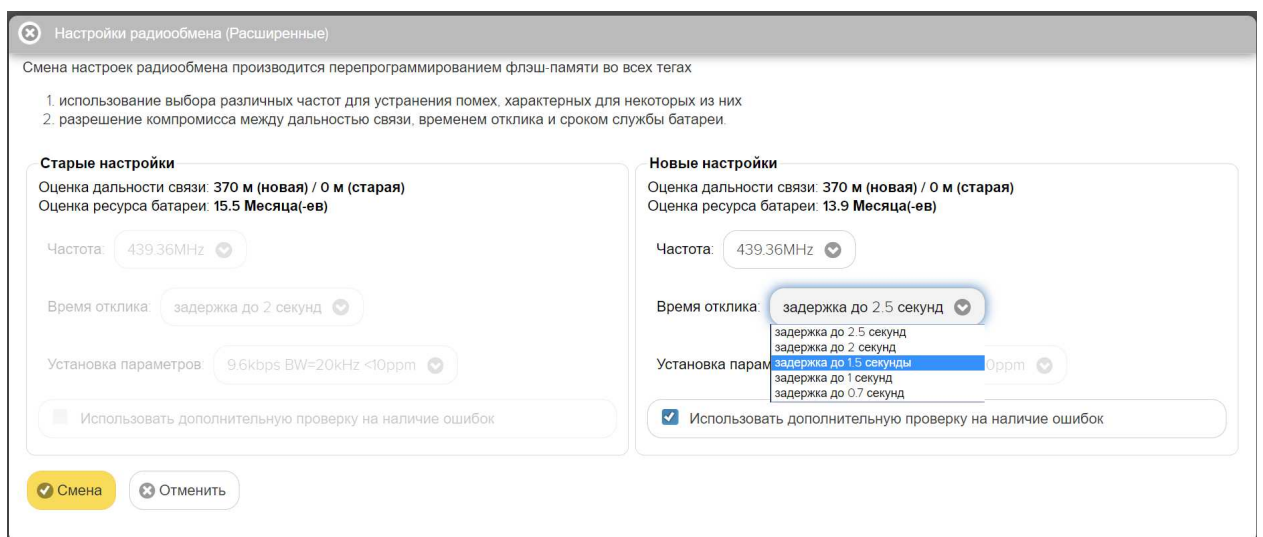 Настройки радиообмена (Расширенные)
Смена настроек радиообмена производится перепрограммированием флэш-памяти во всех тегах
1. использование выбора различных частот для устранения помех, характерных для некоторых из них
2. разрешение компромисса между дальностью связи, временем отклика и сроком службы батареи.
Старые настройки
Оценка дальности связи: 370 м (новая) / 0 м (старая)
Оценка ресурса батареи: 15.5 Месяца(-ев)
Частота: 439.36MHz
Время отклика: задержка до 2 секунд
Установка параметров: 9.6kbps BW=20kHz <10ppm
Использовать дополнительную проверку на наличие ошибок
Новые настройки
Оценка дальности связи: 370 м (новая) / 0 м (старая)
Оценка ресурса батареи: 13.9 Месяца(-ев)
Частота: 439.36MHz
Время отклика: задержка до 2.5 секунд
задержка до 2.5 секунд
задержка до 2 секунд
Установка парам
задержка до 1.5 секунды
0ppm
задержка до 1 секунд
задержка до 0.7 секунд
Использовать дополнительную проверку на наличие ошибок
Смена
Отменить